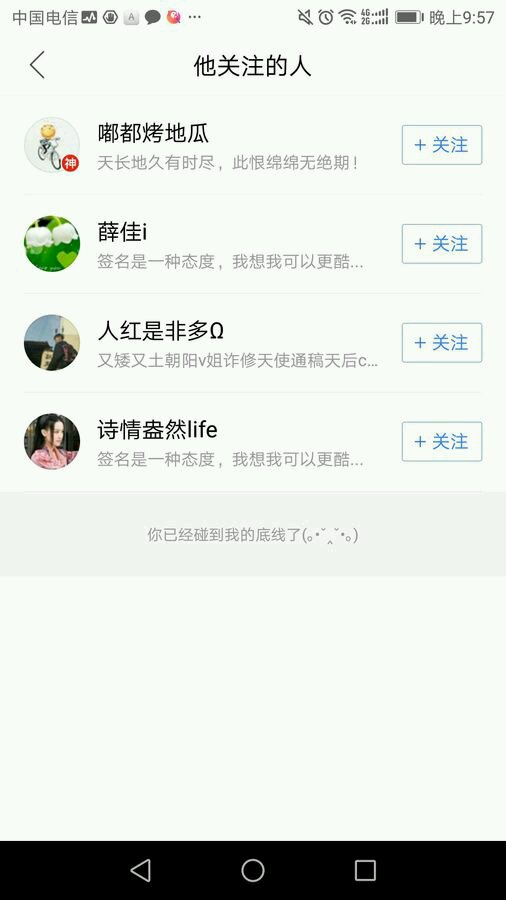 中国电信 晚上9:57
他关注的人
嘟都烤地瓜
天长地久有时尽，此恨绵绵无绝期！
神
+ 关注
薛佳i
签名是一种态度，我想我可以更酷...
+ 关注
人红是非多Ω
又矮又土朝阳v姐诈修天使通稿天后c...
+ 关注
诗情盎然life
签名是一种态度，我想我可以更酷...
+ 关注
你已经碰到我的底线了(｡•ˇ‸ˇ•｡)